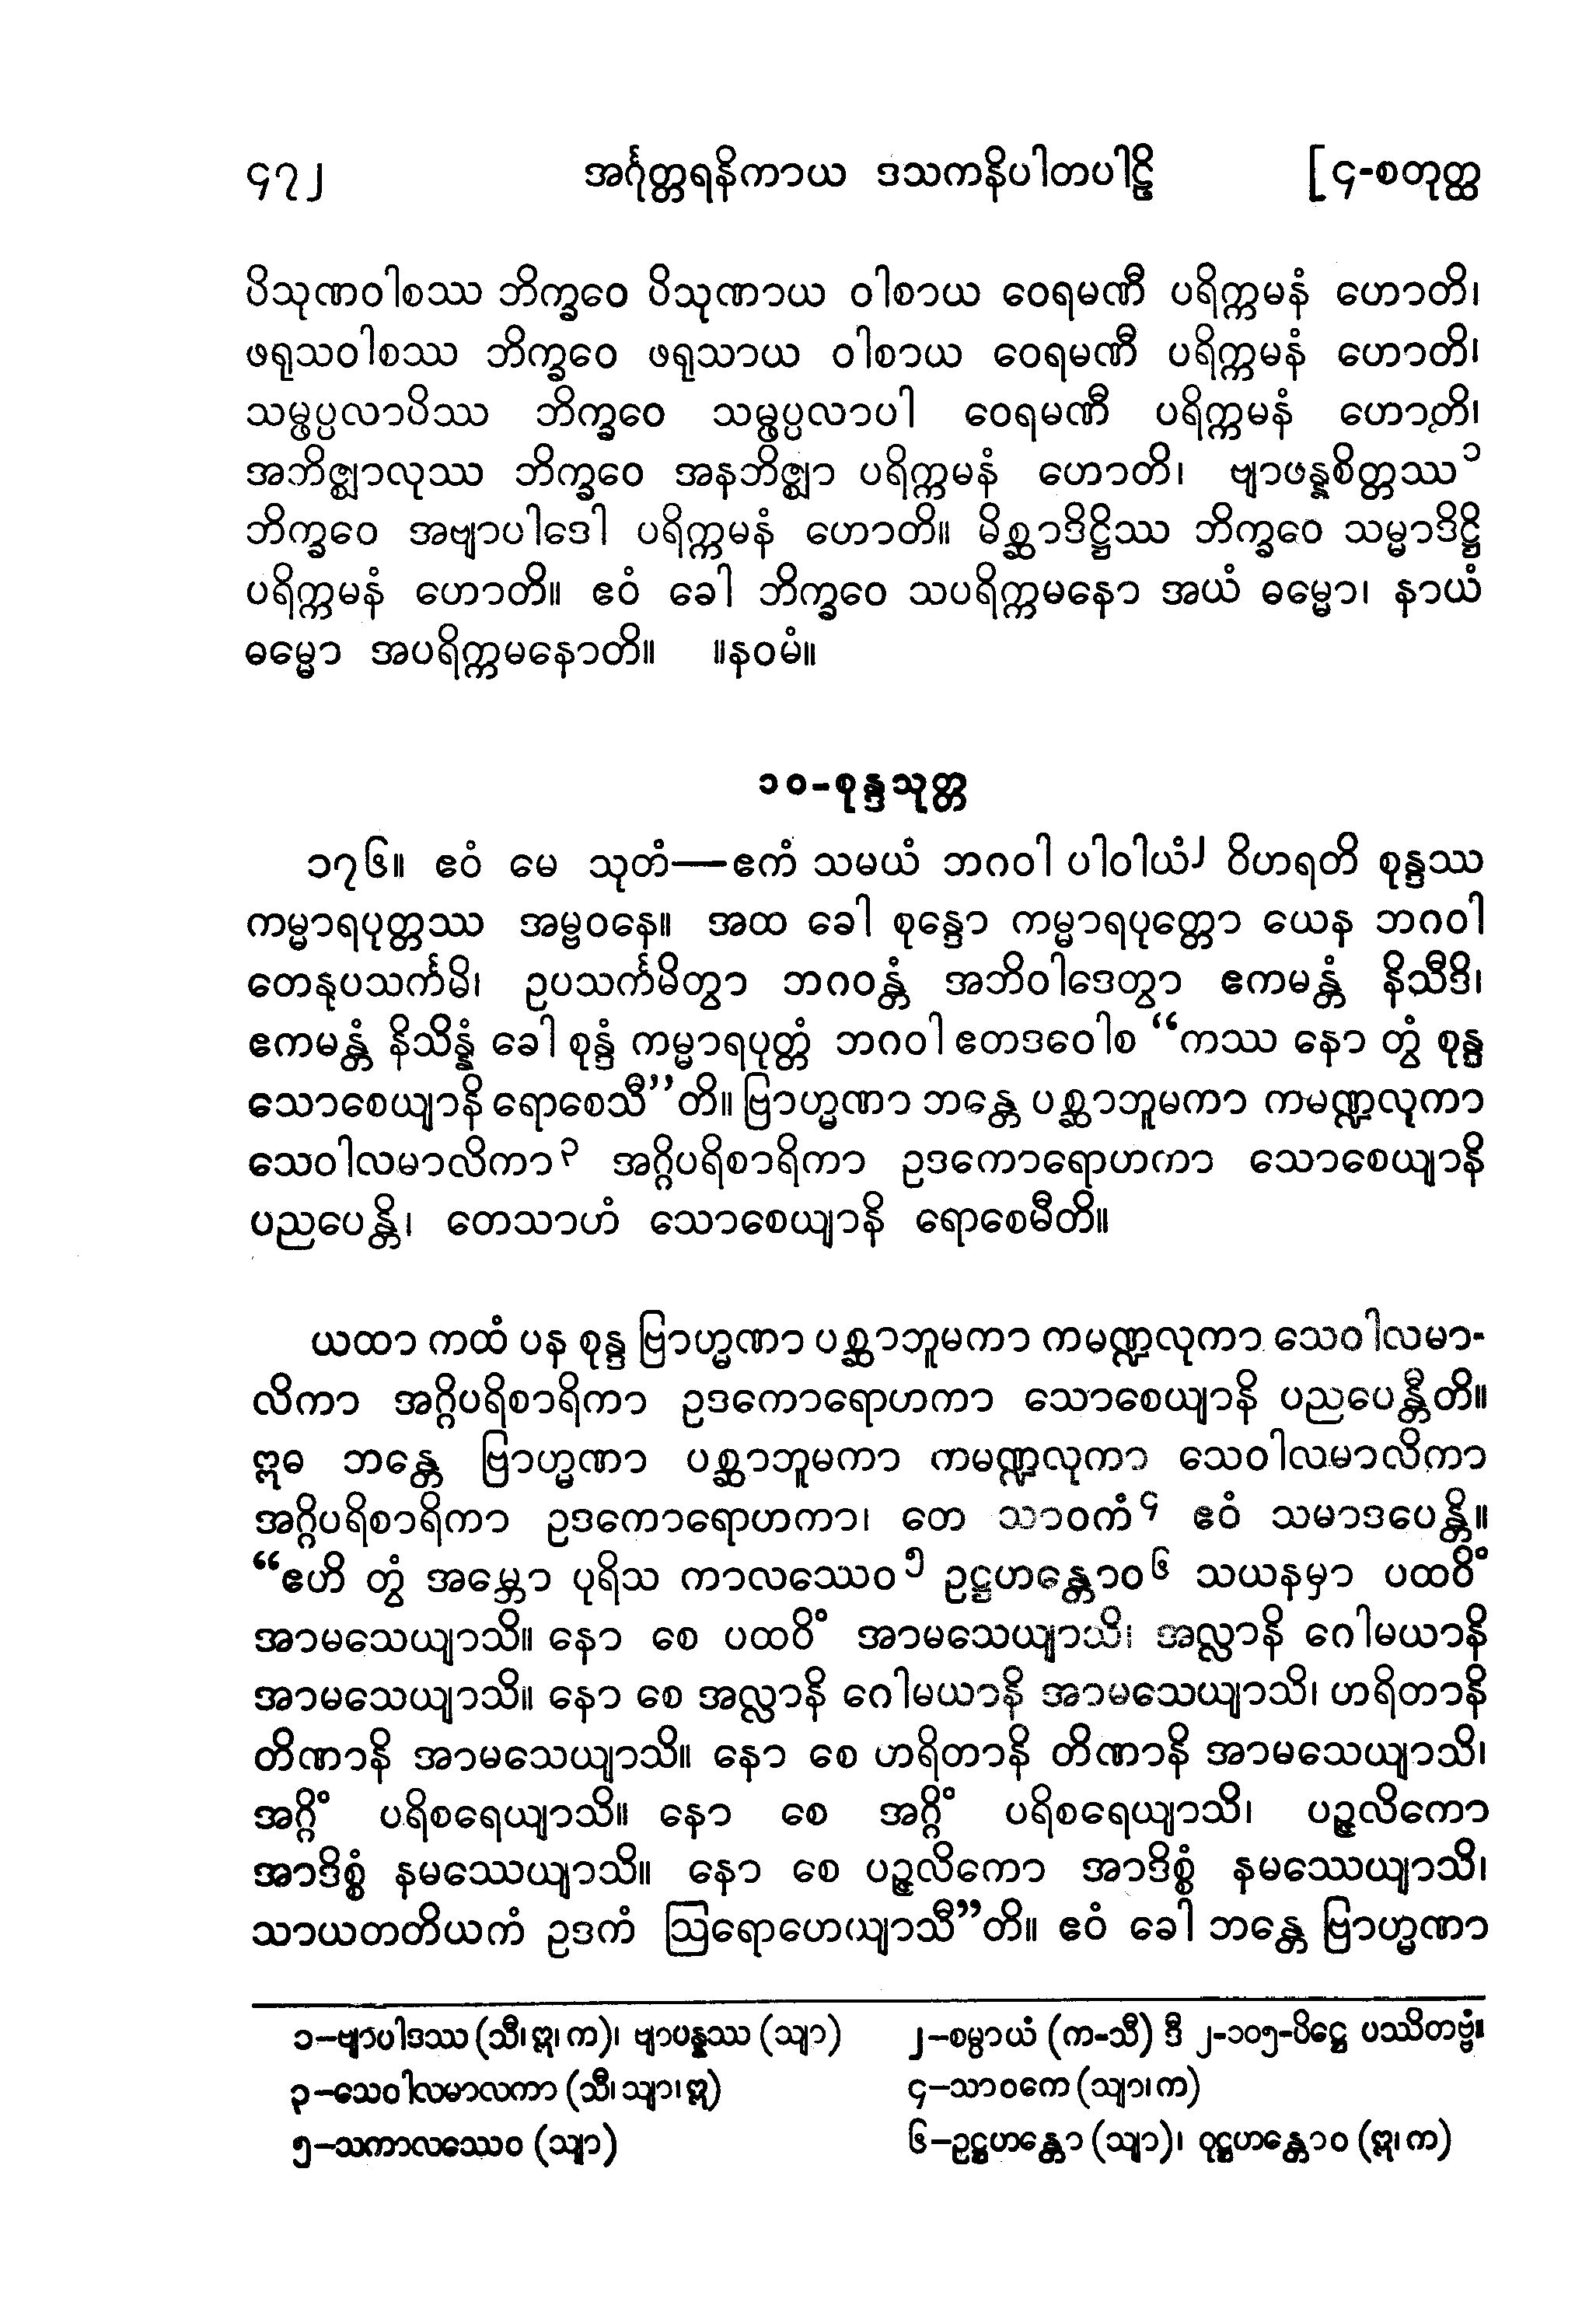 ၄၇၂ အင်္ဂုတ္တရနိကာယ ဒသကနိပါတပါဠိ [၄-စတုတ္ထ
ပိသုဏဝါစဿ ဘိက္ခဝေ ပိသုဏာယ ဝါစာယ ဝေရမဏီ ပရိက္ကမနံ ဟောတိ၊
ဖရုသဝါစဿ ဘိက္ခဝေ ဖရုသာယ ဝါစာယ ဝေရမဏီ ပရိက္ကမနံ ဟောတိ၊
သမ္ဖပ္ပလာပိဿ ဘိက္ခဝေ သမ္ဖပ္ပလာပါ ဝေရမဏီ ပရိက္ကမနံ ဟောတိ၊
အဘိဇ္ဈာလုဿ ဘိက္ခဝေ အနဘိဇ္ဈာ ပရိက္ကမနံ ဟောတိ၊ ဗျာဖန္နစိတ္တဿ ၁
ဘိက္ခဝေ အဗျာပါဒေါ ပရိက္ကမနံ ဟောတိ။ မိစ္ဆာဒိဋ္ဌိဿ ဘိက္ခဝေ သမ္မာဒိဋ္ဌိ
ပရိက္ကမနံ ဟောတိ။ ဧဝံ ခေါ ဘိက္ခဝေ သပရိက္ကမနော အယံ ဓမ္မော၊ နာယံ
ဓမ္မော အပရိက္ကမနောတိ။ ။နဝမံ။
၁၀-စုန္ဒသုတ္တ
၁၇၆။ ဧဝံ မေ သုတံ—ဧကံ သမယံ ဘဂဝါ ပါဝါယံ၂ ဝိဟရတိ စုန္ဒဿ
ကမ္မာရပုတ္တဿ အမ္ဗဝနေ။ အထ ခေါ စုန္ဒော ကမ္မာရပုတ္တော ယေန ဘဂဝါ
တေနုပသင်္ကမိ၊ ဥပသင်္ကမိတွာ ဘဂဝန္တံ အဘိဝါဒေတွာ ဧကမန္တံ နိသီဒိ၊
ဧကမန္တံ နိသိန္နံ ခေါ စုန္ဒံ ကမ္မာရပုတ္တံ ဘဂဝါ ဧတဒဝေါစ “ကဿ နော တွံ စုန္ဒ
သောစေယျာနိ ရောစေသီ”တိ။ ဗြာဟ္မဏာ ဘန္တေ ပစ္ဆာဘူမကာ ကမဏ္ဍလုကာ
သေဝါလမာလိကာ ၃ အဂ္ဂိပရိစာရိကာ ဥဒကောရောဟကာ သောစေယျာနိ
ပညပေန္တိ၊ တေသာဟံ သောစေယျာနိ ရောစေမီတိ။
ယထာ ကထံ ပန စုန္ဒ ဗြာဟ္မဏာ ပစ္ဆာဘူမကာ ကမဏ္ဍလုကာ သေဝါလမာ-
လိကာ အဂ္ဂိပရိစာရိကာ ဥဒကောရောဟကာ သောစေယျာနိ ပညပေန္တီတိ။
ဣဓ ဘန္တေ ဗြာဟ္မဏာ ပစ္ဆာဘူမကာ ကမဏ္ဍလုကာ သေဝါလမာလိကာ
အဂ္ဂိပရိစာရိကာ ဥဒကောရောဟကာ၊ တေ သာဝကံ ၄ ဧဝံ သမာဒပေန္တိ။
“ဧဟိ တွံ အမ္ဘော ပုရိသ ကာလဿေဝ ၅ ဥဋ္ဌဟန္တောဝ ၆ သယနမှာ ပထဝိံ
အာမသေယျာသိ။ နော စေ ပထဝိံ အာမသေယျာသိ၊ အလ္လာနိ ဂေါမယာနိ
အာမသေယျာသိ။ နော စေ အလ္လာနိ ဂေါမယာနိ အာမသေယျာသိ၊ ဟရိတာနိ
တိဏာနိ အာမသေယျာသိ။ နော စေ ဟရိတာနိ တိဏာနိ အာမသေယျာသိ၊
အဂ္ဂိံ ပရိစရေယျာသိ။ နော စေ အဂ္ဂိံ ပရိစရေယျာသိ၊ ပဉ္ဇလိကော
အာဒိစ္စံ နမဿေယျာသိ။ နော စေ ပဉ္ဇလိကော အာဒိစ္စံ နမဿေယျာသိ၊
သာယတတိယကံ ဥဒကံ ဩရောဟေယျာသီ”တိ။ ဧဝံ ခေါ ဘန္တေ ဗြာဟ္မဏာ
၁–ဗျာပါဒဿ (သီ၊ ဣ၊ က)၊ ဗျာပန္နဿ (သျာ) ၂–စမ္ပာယံ (က-သီ) ဒီ ၂-၁၀၅-ပိဋ္ဌေ ပဿိတဗ္ဗံ။
၃–သေဝါလမာလကာ (သီ၊ သျာ၊ ဣ) ၄–သာဝကေ (သျာ၊ က)
၅–သကာလဿေဝ (သျာ) ၆–ဥဋ္ဌဟန္တော (သျာ)၊ ဝုဋ္ဌဟန္တောဝ (ဣ၊ က)